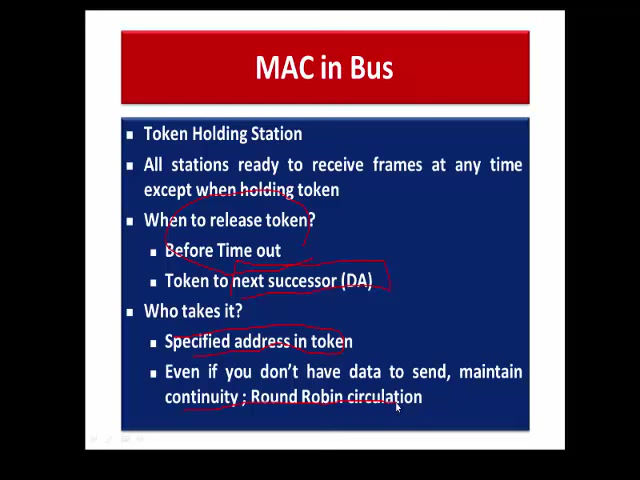 MAC in Bus
Token Holding Station
All stations ready to receive frames at any time
except when holding token
When to release token?
Before Time out
Token to next successor (DA)
Who takes it?
Specified address in token
Even if you don't have data to send, maintain
continuity ; Round Robin circulation